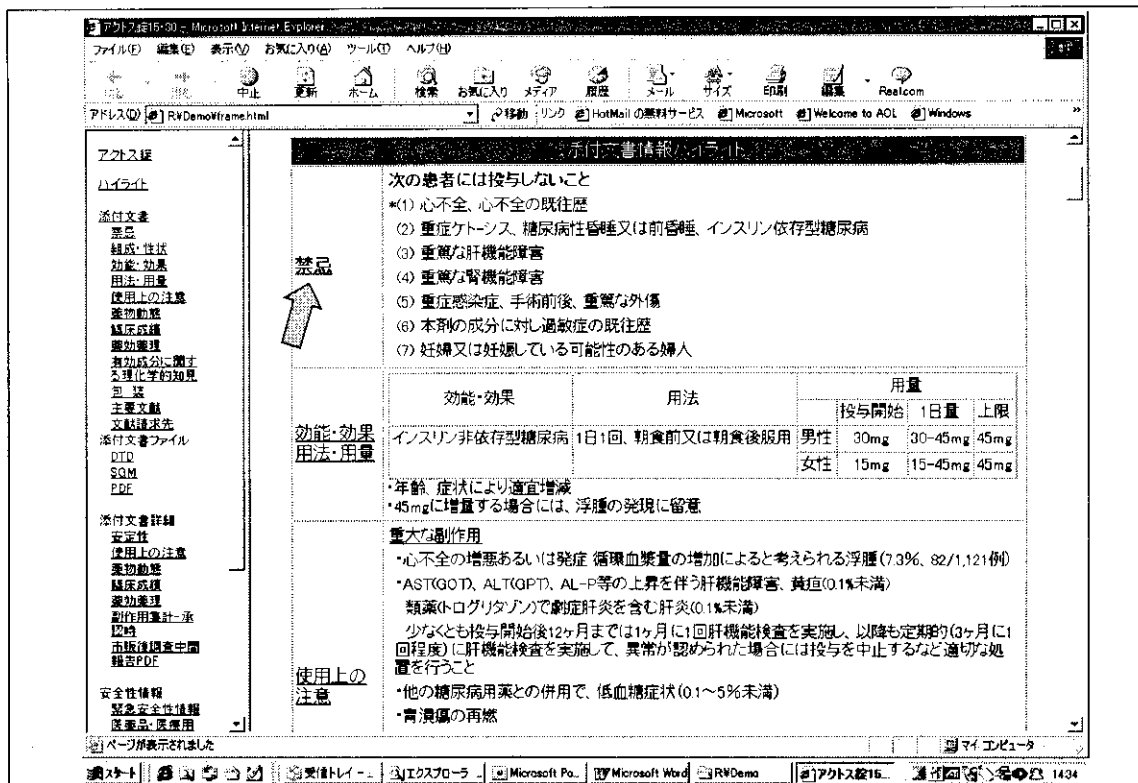 アクトス錠15・30 - Microsoft Internet Explorer
ファイル(F) 編集(E) 表示(V) お気に入り(A) ツール(T) ヘルプ(H)
中止 更新 ホーム 検索 お気に入り メディア 履歴 メール サイズ 印刷 編集 Realcom
アドレス(D) R¥Demo¥frame.html 移動 リンク HotMail の無料サービス Microsoft Welcome to AOL Windows
アクトス錠
ハイライト
添付文書
禁忌
組成・性状
効能・効果
用法・用量
使用上の注意
薬物動態
臨床成績
薬効薬理
有効成分に関す
る理化学的知見
包 装
主要文献
文献請求先
添付文書ファイル
DTD
SGM
PDF
添付文書詳細
安定性
使用上の注意
薬物動態
臨床成績
薬効薬理
副作用集計-承
認時
市販後調査中間
報告PDF
安全性情報
緊急安全性情報
医薬品・医療用
添付文書情報ハイライト
禁忌
次の患者には投与しないこと
*(1) 心不全、心不全の既往歴
(2) 重症ケトーシス、糖尿病性昏睡又は前昏睡、インスリン依存型糖尿病
(3) 重篤な肝機能障害
(4) 重篤な腎機能障害
(5) 重症感染症、手術前後、重篤な外傷
(6) 本剤の成分に対し過敏症の既往歴
(7) 妊婦又は妊娠している可能性のある婦人
効能・効果
用法・用量
効能・効果 用法 用量
投与開始 1日量 上限
インスリン非依存型糖尿病 1日1回、朝食前又は朝食後服用 男性 30mg 30-45mg 45mg
女性 15mg 15-45mg 45mg
・年齢、症状により適宜増減
・45mgに増量する場合には、浮腫の発現に留意
使用上の
注意
重大な副作用
・心不全の増悪あるいは発症 循環血漿量の増加によると考えられる浮腫(7.3%、82/1,121例)
・AST(GOT)、ALT(GPT)、AL-P等の上昇を伴う肝機能障害、黄疸(0.1%未満)
類薬(トログリタゾン)で劇症肝炎を含む肝炎(0.1%未満)
少なくとも投与開始後12ヶ月までは1ヶ月に1回肝機能検査を実施し、以降も定期的(3ヶ月に1
回程度)に肝機能検査を実施して、異常が認められた場合には投与を中止するなど適切な処
置を行うこと
・他の糖尿病用薬との併用で、低血糖症状(0.1～5%未満)
・胃潰瘍の再燃
ページが表示されました マイ コンピュータ
スタート 受信トレイ - エクスプローラ Microsoft Po... Microsoft Word R¥Demo アクトス錠15... 1434